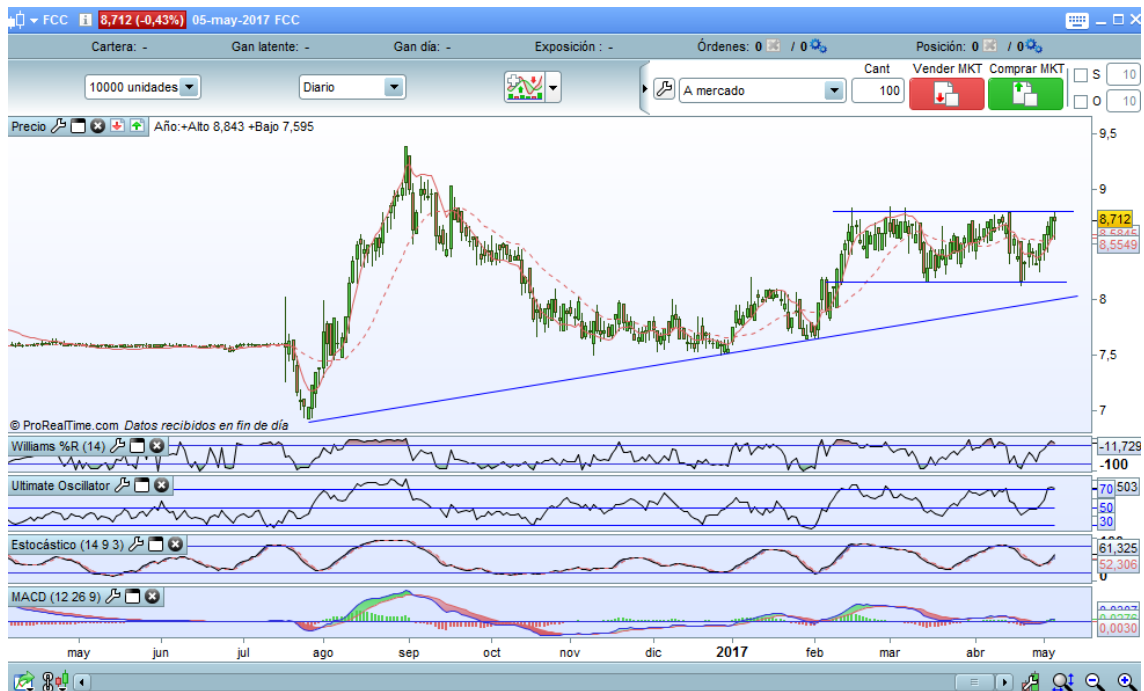 FCC i 8,712 (-0,43%) 05-may-2017 FCC
Cartera: - Gan latente: - Gan día: - Exposición : - Órdenes: 0 / 0 Posición: 0 / 0
Cant Vender MKT Comprar MKT
10000 unidades Diario A mercado 100 S 10
O 10
Precio Año:+Alto 8,843 +Bajo 7,595
9,5
9
8,712
8,5549
8
7,5
7
© ProRealTime.com Datos recibidos en fin de día
Williams %R (14)
-11,729
-100
Ultimate Oscillator
70 503
50
30
Estocástico (14 9 3)
61,325
52,306
0
MACD (12 26 9)
0,0030
may jun jul ago sep oct nov dic 2017 feb mar abr may